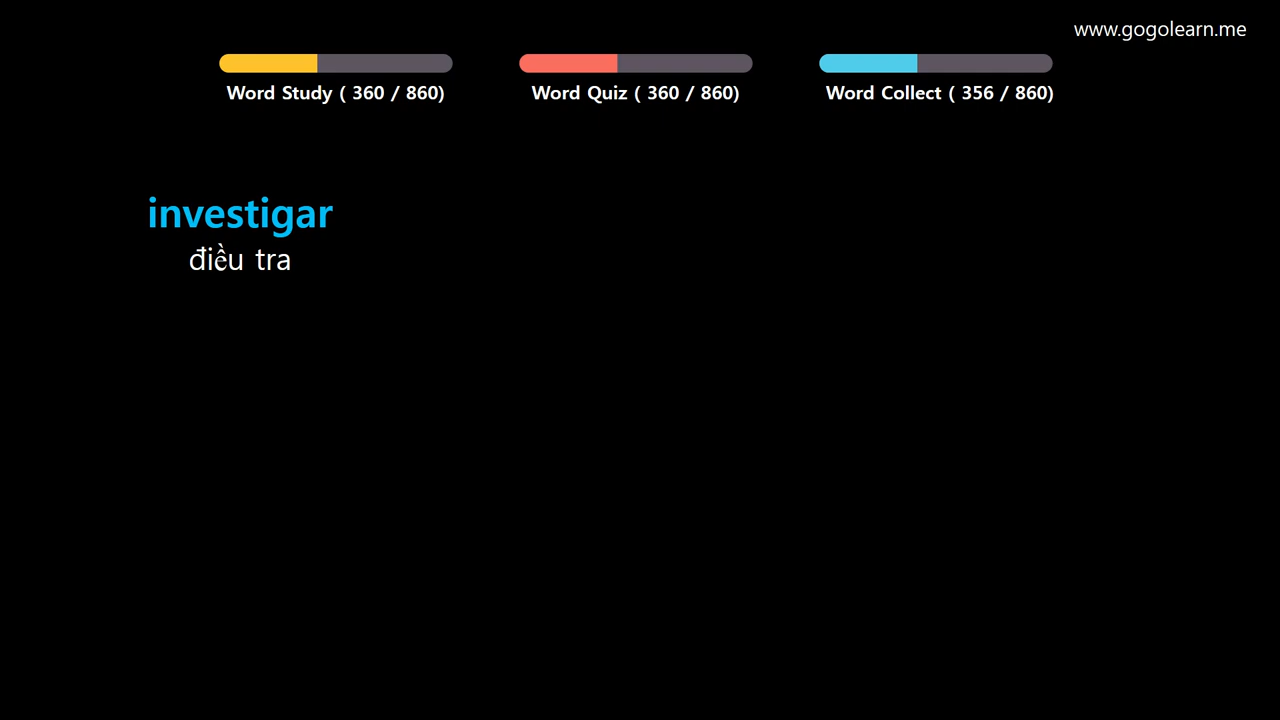 www.gogolearn.me
Word Study ( 360 / 860)
Word Quiz ( 360 / 860)
Word Collect ( 356 / 860)
investigar
điều tra